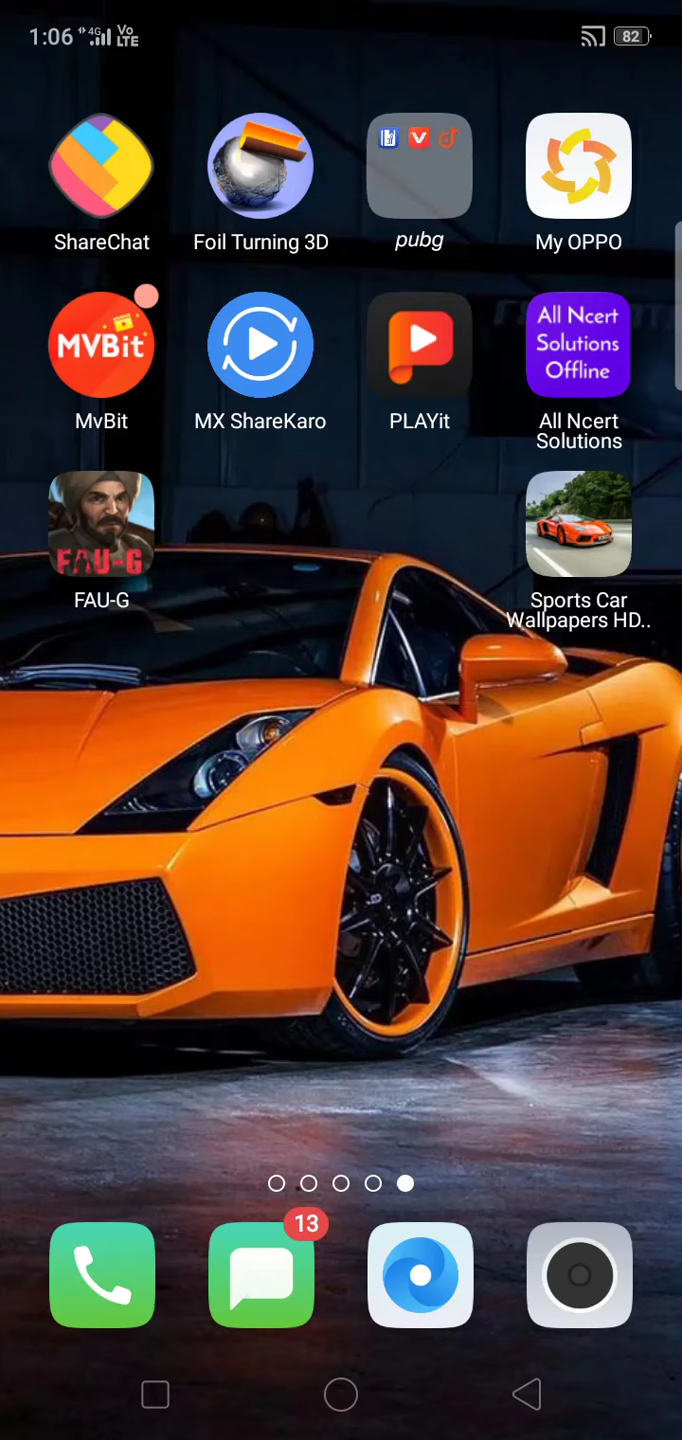 1:06 4G Vo LTE 82
ShareChat Foil Turning 3D pubg My OPPO
MVBit
All Ncert
Solutions
Offline
MvBit MX ShareKaro PLAYit All Ncert
Solutions
FAU-G
FAU-G Sports Car
Wallpapers HD..
13